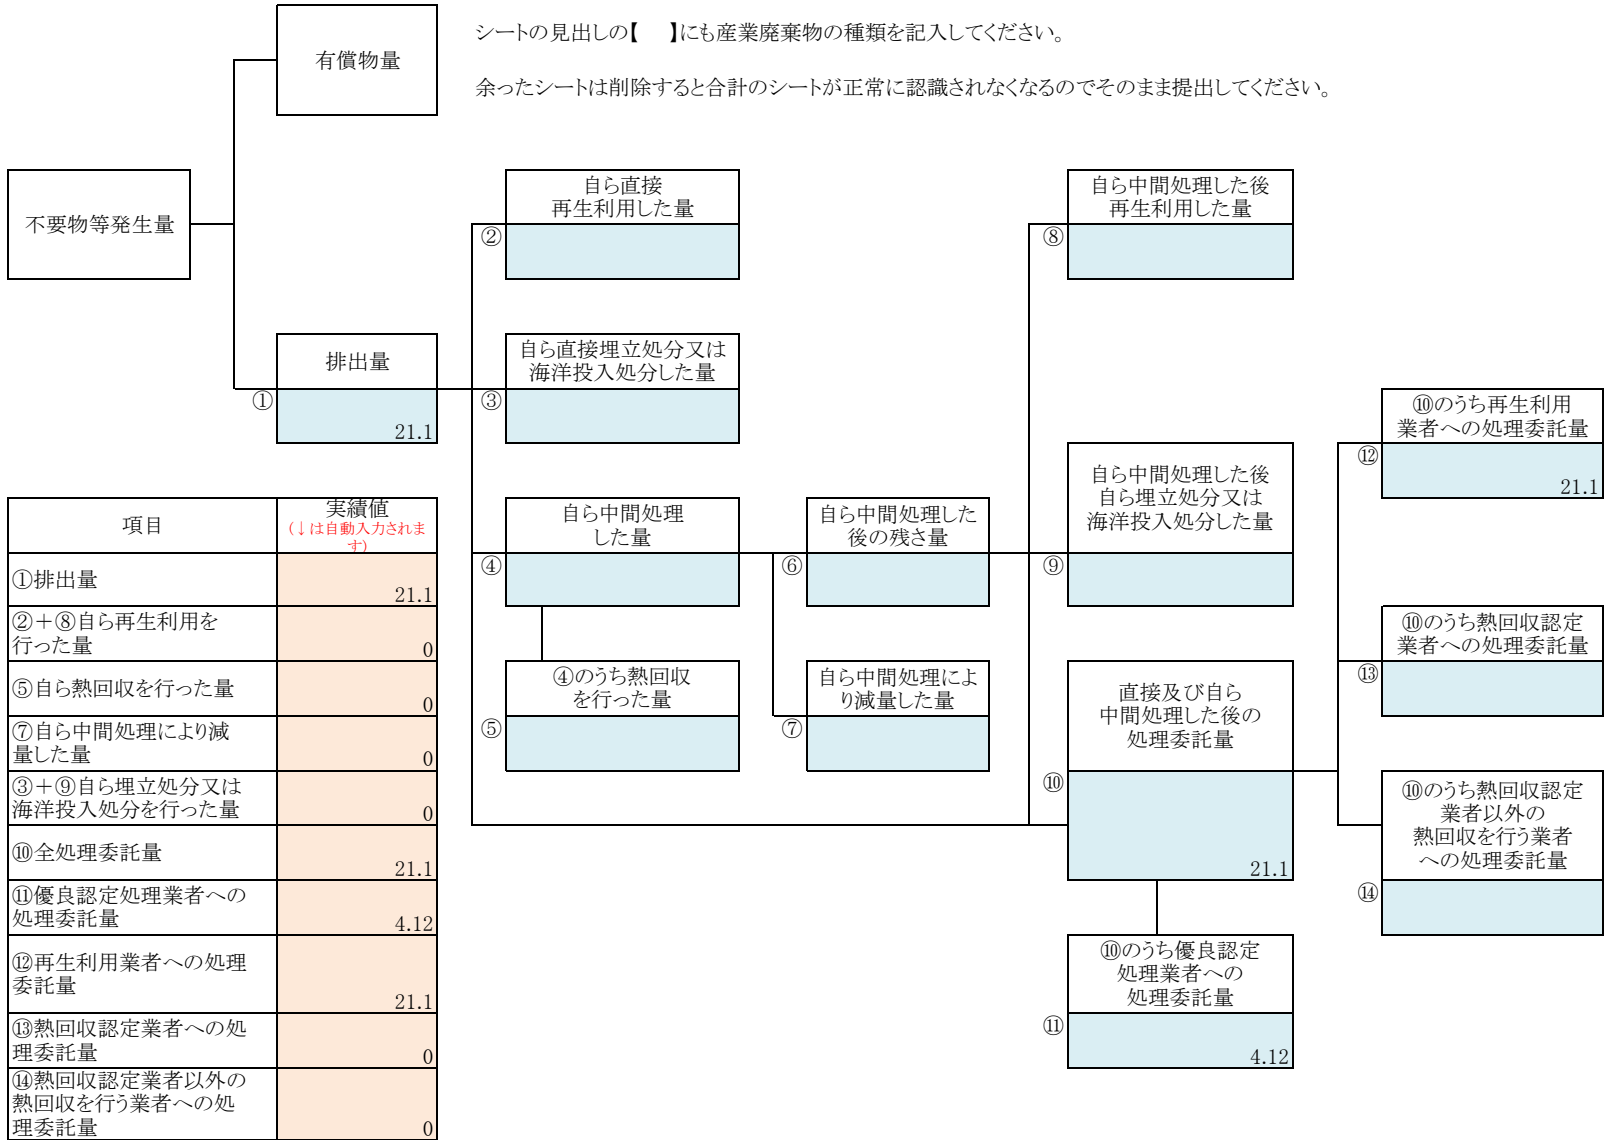 有償物量
シートの見出しの【　】にも産業廃棄物の種類を記入してください。
余ったシートは削除すると合計のシートが正常に認識されなくなるのでそのまま提出してください。
不要物等発生量
自ら直接
再生利用した量
②
自ら中間処理した後
再生利用した量
⑧
排出量
①
21.1
自ら直接埋立処分又は
海洋投入処分した量
③
⑩のうち再生利用
業者への処理委託量
⑫
21.1
自ら中間処理
した量
④
自ら中間処理した
後の残さ量
⑥
自ら中間処理した後
自ら埋立処分又は
海洋投入処分した量
⑨
⑩のうち熱回収認定
業者への処理委託量
⑬
④のうち熱回収
を行った量
⑤
自ら中間処理によ
り減量した量
⑦
直接及び自ら
中間処理した後の
処理委託量
⑩
21.1
⑩のうち熱回収認定
業者以外の
熱回収を行う業者
への処理委託量
⑭
⑩のうち優良認定
処理業者への
処理委託量
⑪
4.12
項目
実績値
(↓は自動入力されま
す)
①排出量
21.1
②＋⑧自ら再生利用を
行った量
0
⑤自ら熱回収を行った量
0
⑦自ら中間処理により減
量した量
0
③＋⑨自ら埋立処分又は
海洋投入処分を行った量
0
⑩全処理委託量
21.1
⑪優良認定処理業者への
処理委託量
4.12
⑫再生利用業者への処理
委託量
21.1
⑬熱回収認定業者への処
理委託量
0
⑭熱回収認定業者以外の
熱回収を行う業者への処
理委託量
0